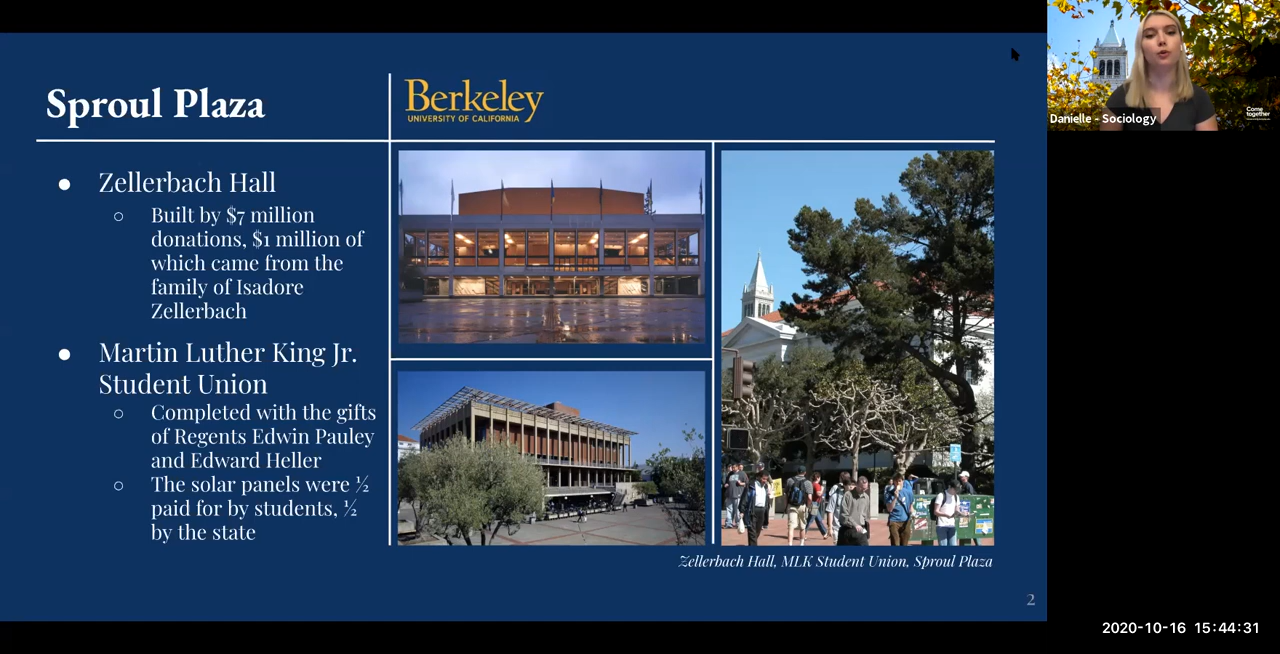 Sproul Plaza
Berkeley
UNIVERSITY OF CALIFORNIA
● Zellerbach Hall
○ Built by $7 million
donations, $1 million of
which came from the
family of Isadore
Zellerbach
● Martin Luther King Jr.
Student Union
○ Completed with the gifts
of Regents Edwin Pauley
and Edward Heller
○ The solar panels were ½
paid for by students, ½
by the state
Zellerbach Hall, MLK Student Union, Sproul Plaza
2
Danielle - Sociology
Come
together
2020-10-16 15:44:31